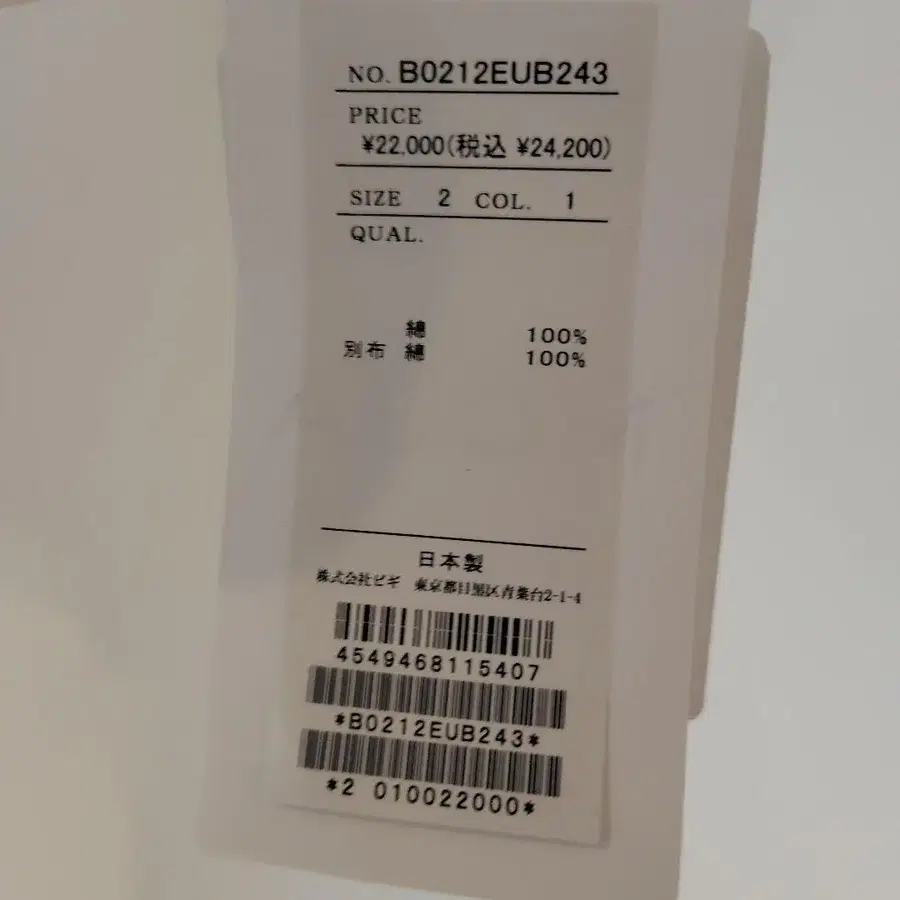 NO. B0212EUB243
PRICE
¥22,000(税込 ¥24,200)
SIZE 2 COL. 1
QUAL.
綿 100%
別布 綿 100%
日本製
株式会社ビギ 東京都目黒区青葉台2-1-4
4549468115407
*B0212EUB243*
*2 010022000*